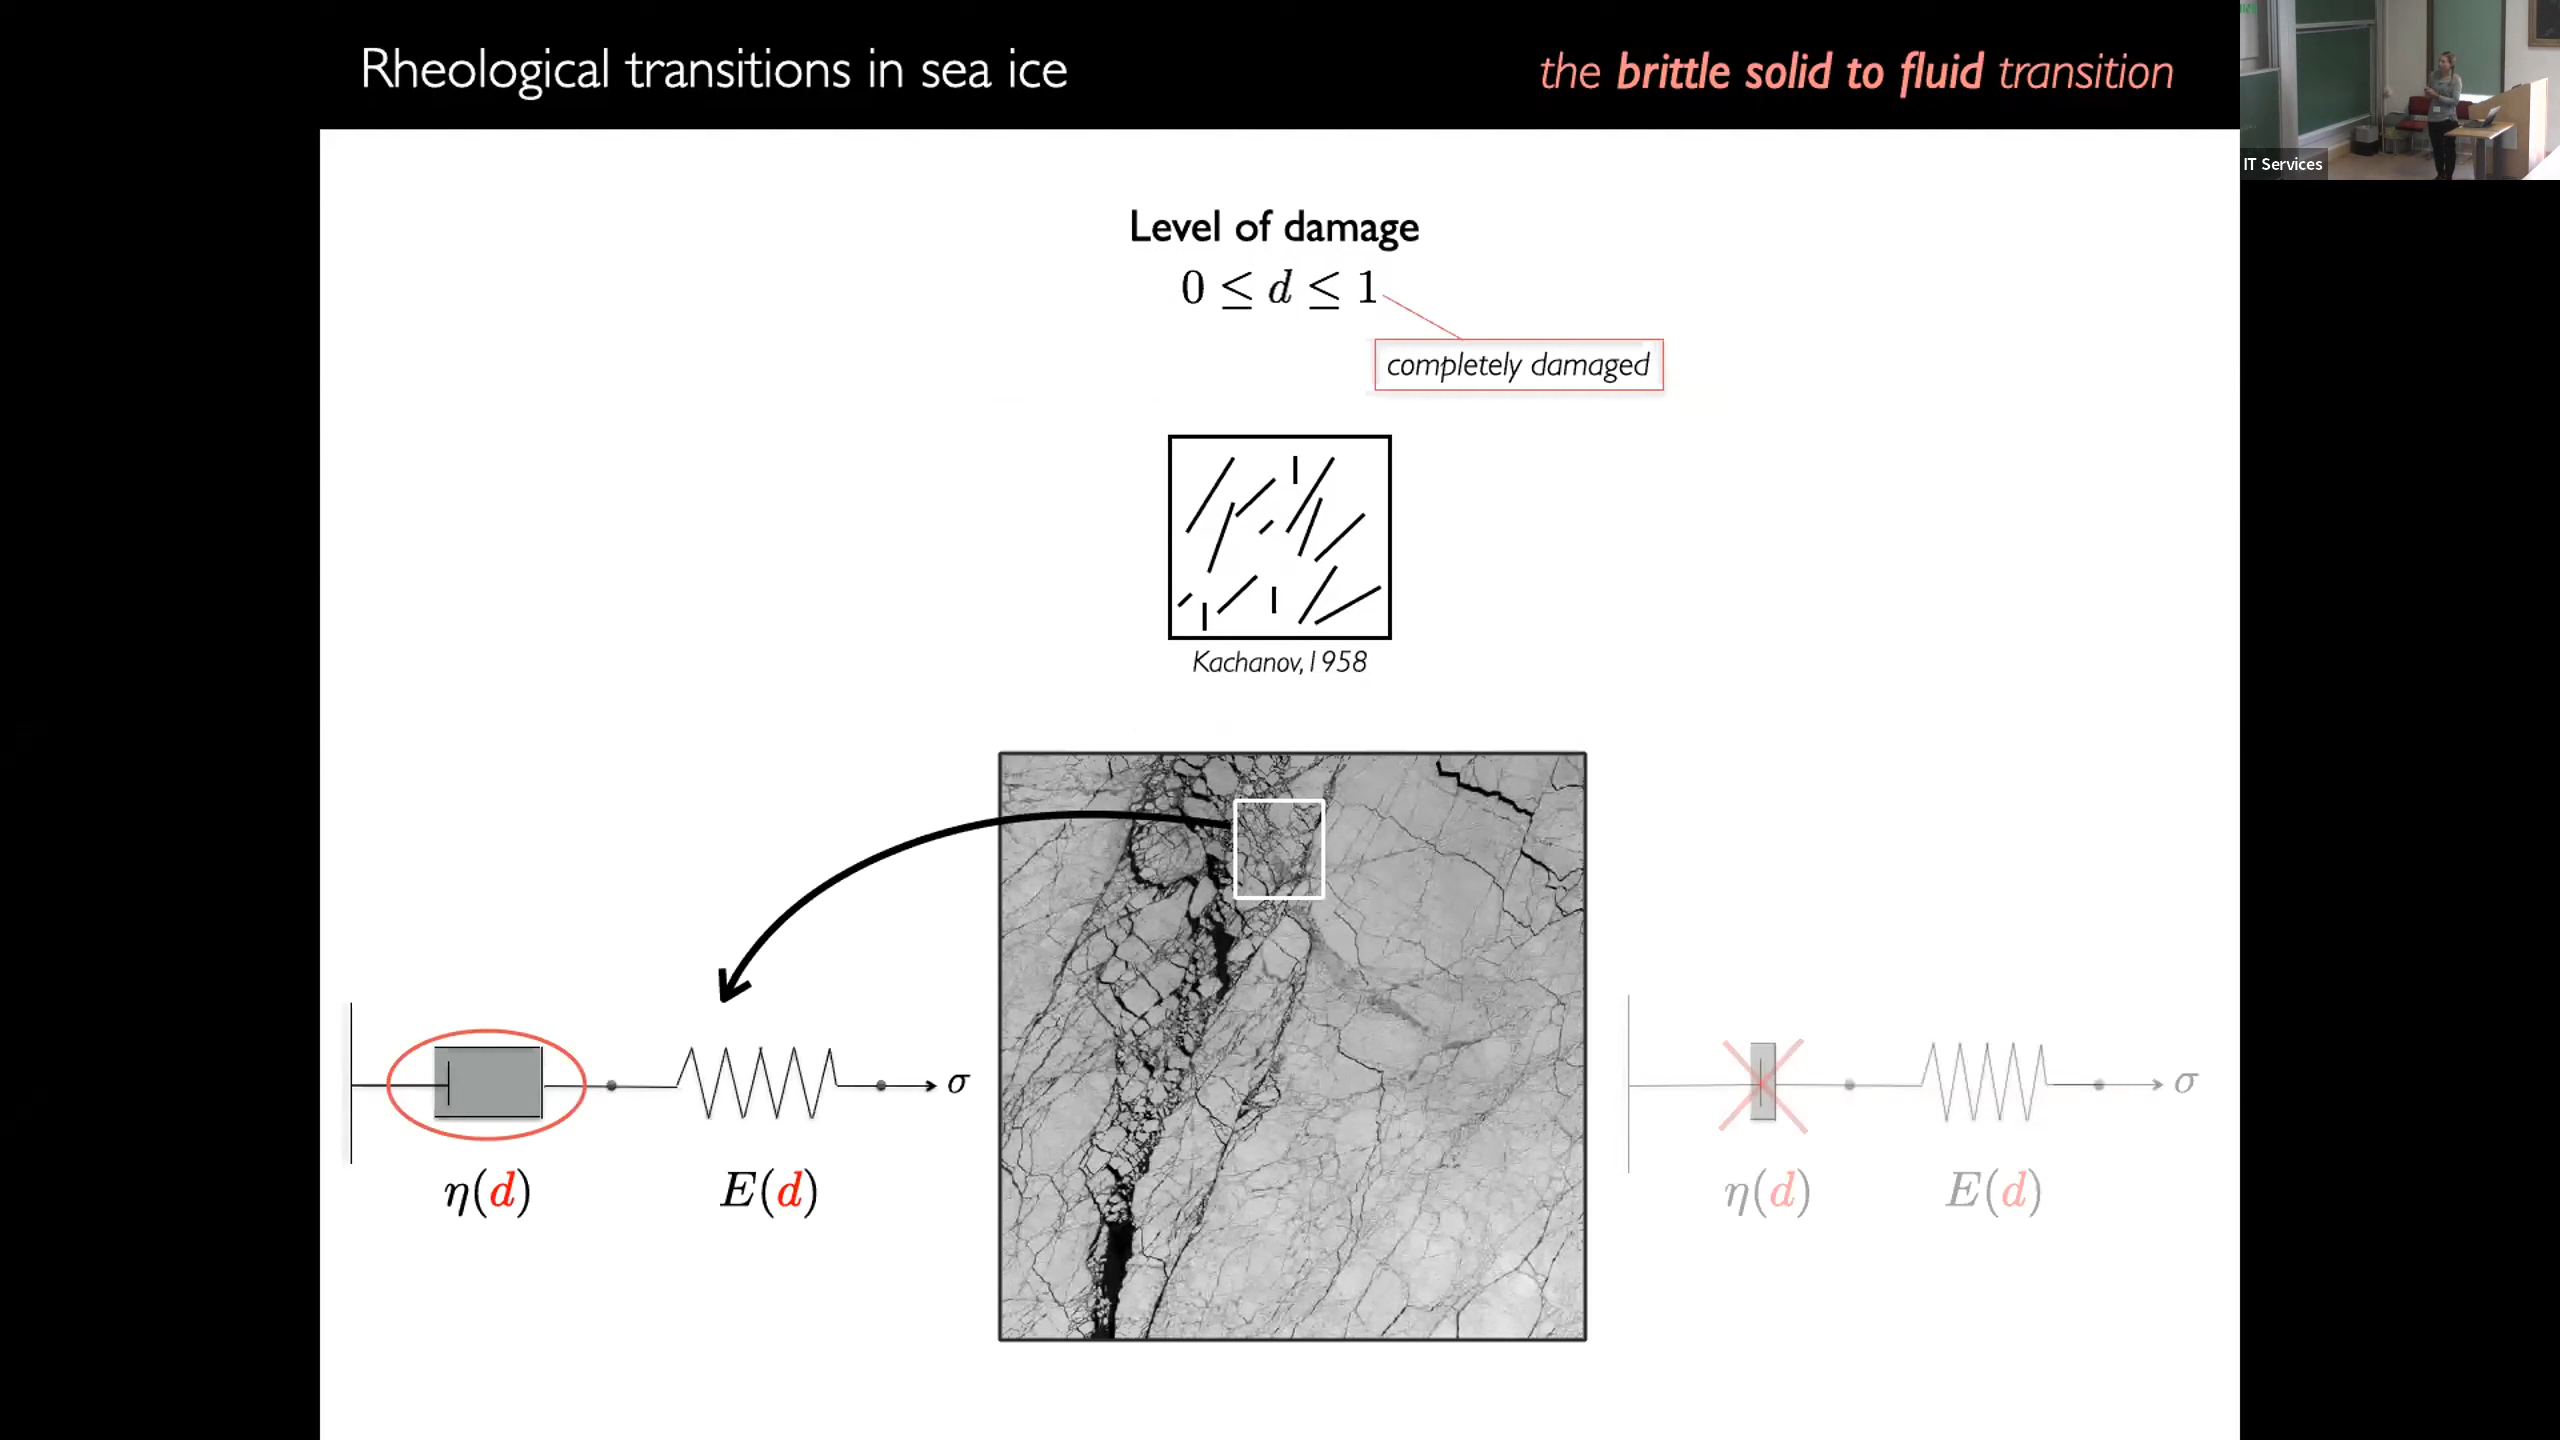 Rheological transitions in sea ice
the brittle solid to fluid transition
IT Services
Level of damage
0 ≤ d ≤ 1
completely damaged
Kachanov, 1958
σ
η(d)
E(d)
σ
η(d)
E(d)